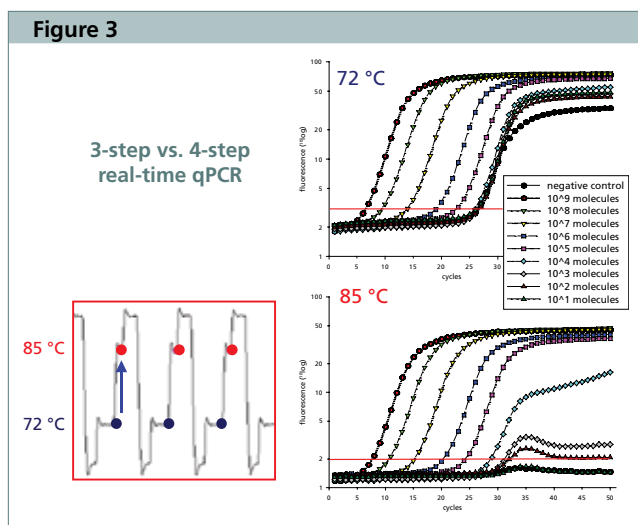 Figure 3
3-step vs. 4-step
real-time qPCR
72 °C
fluorescence (¹⁰log)
100
50
20
10
5
3
2
1
0 5 10 15 20 25 30 35 40 45 50
cycles
negative control
10^9 molecules
10^8 molecules
10^7 molecules
10^6 molecules
10^5 molecules
10^4 molecules
10^3 molecules
10^2 molecules
10^1 molecules
85 °C
72 °C
85 °C
fluorescence (¹⁰log)
100
50
20
10
5
2
1
0 5 10 15 20 25 30 35 40 45 50
cycles